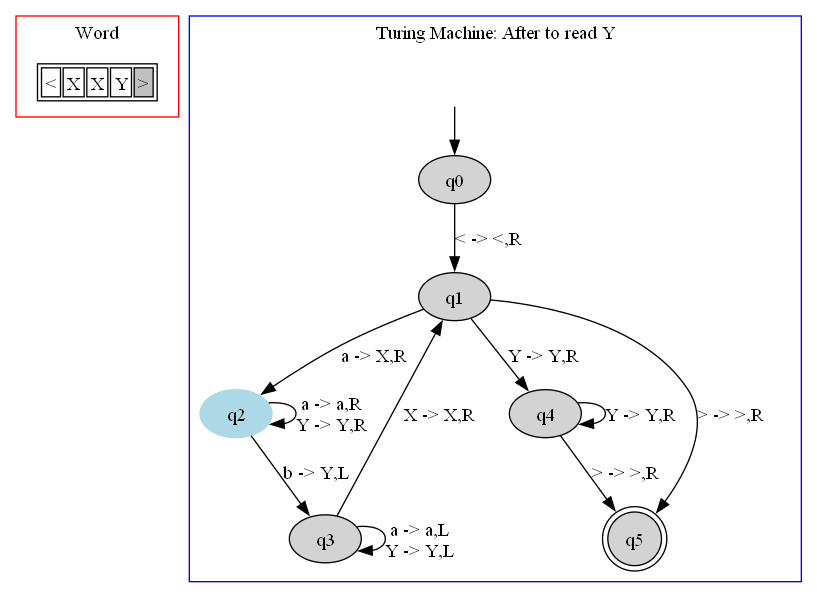 Word
< X X Y >
Turing Machine: After to read Y
q0
< -> <,R
q1
a -> X,R
Y -> Y,R
q2
a -> a,R
Y -> Y,R
X -> X,R
q4
Y -> Y,R
> -> >,R
b -> Y,L
> -> >,R
q3
a -> a,L
Y -> Y,L
q5